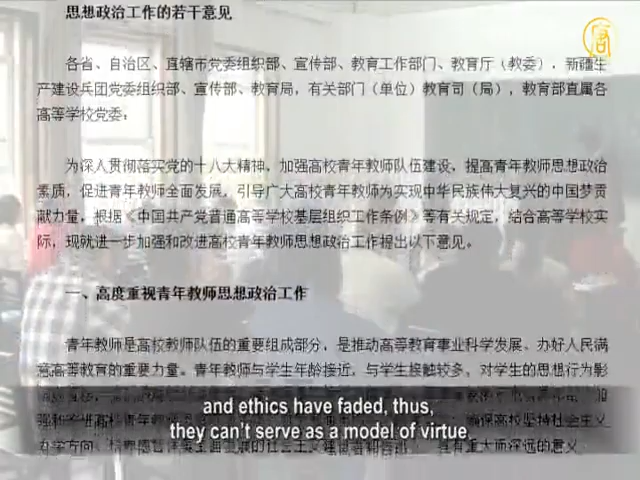 思想政治工作的若干意见
各省、自治区、直辖市党委组织部、宣传部、教育工作部门、教育厅（教委），新疆生
产建设兵团党委组织部、宣传部、教育局，有关部门（单位）教育司（局），教育部直属各
高等学校党委：
为深入贯彻落实党的十八大精神，加强高校青年教师队伍建设，提高青年教师思想政治
素质，促进青年教师全面发展，引导广大高校青年教师为实现中华民族伟大复兴的中国梦贡
献力量，根据《中国共产党普通高等学校基层组织工作条例》等有关规定，结合高等学校实
际，现就进一步加强和改进高校青年教师思想政治工作提出以下意见。
一、高度重视青年教师思想政治工作
青年教师是高校教师队伍的重要组成部分，是推动高等教育事业科学发展、办好人民满
意高等教育的重要力量。青年教师与学生年龄接近，与学生接触较多，对学生的思想行为影
and ethics have faded, thus,
确保高校坚持社会主义
they can't serve as a model of virtue
办学方向